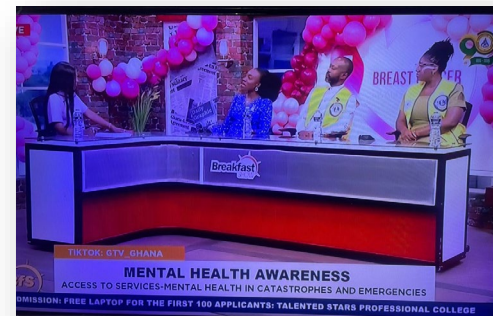 BREAST
Breakfast
TIKTOK: GTV_GHANA
MENTAL HEALTH AWARENESS
ACCESS TO SERVICES-MENTAL HEALTH IN CATASTROPHES AND EMERGENCIES
DMISSION: FREE LAPTOP FOR THE FIRST 100 APPLICANTS: TALENTED STARS PROFESSIONAL COLLEGE